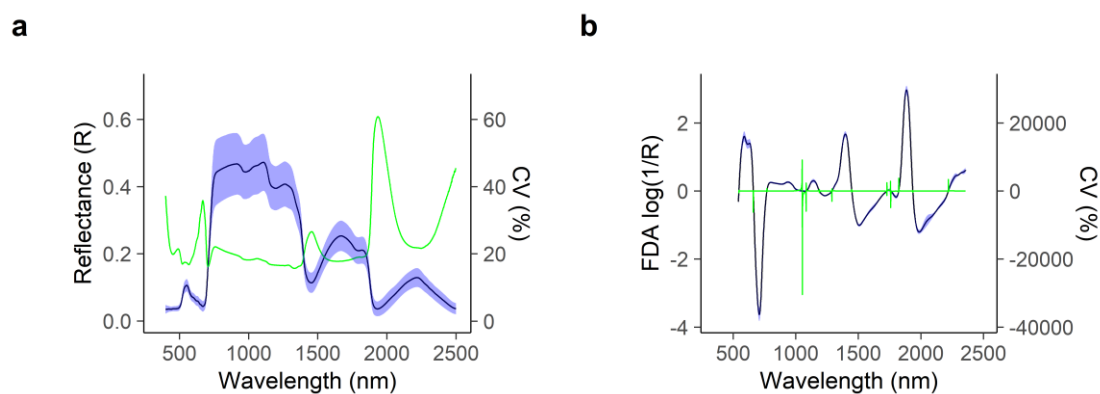 a
b
0.6
0.4
0.2
0.0
Reflectance (R)
60
40
20
0
CV (%)
500 1000 1500 2000 2500
Wavelength (nm)
2
0
-2
-4
FDA log(1/R)
20000
0
-20000
-40000
CV (%)
500 1000 1500 2000 2500
Wavelength (nm)